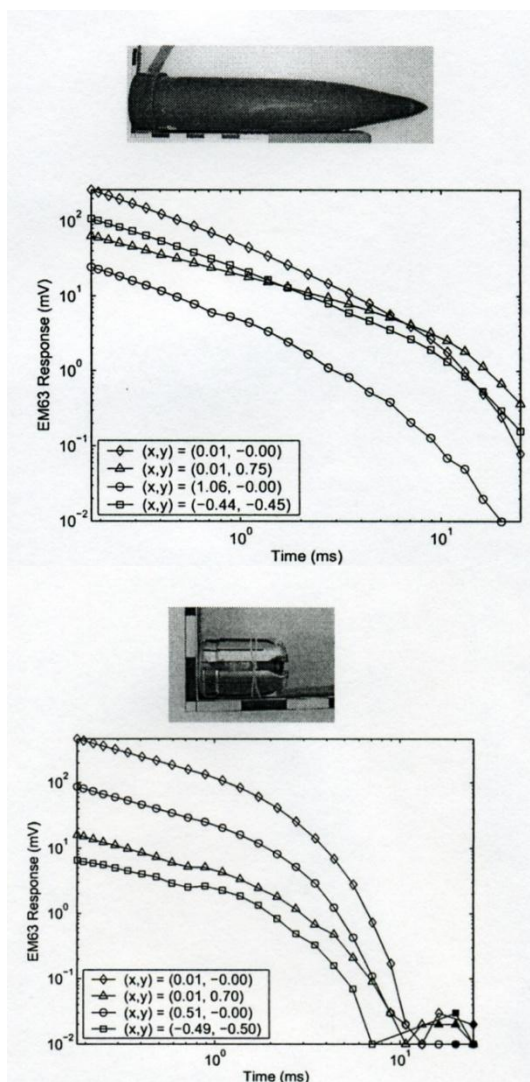 10²
10¹
10⁰
10⁻¹
10⁻²
EM63 Response (mV)
(x,y) = (0.01, −0.00)
(x,y) = (0.01, 0.75)
(x,y) = (1.06, −0.00)
(x,y) = (−0.44, −0.45)
10⁰ 10¹
Time (ms)
10²
10¹
10⁰
10⁻¹
10⁻²
EM63 Response (mV)
(x,y) = (0.01, −0.00)
(x,y) = (0.01, 0.70)
(x,y) = (0.51, −0.00)
(x,y) = (−0.49, −0.50)
10⁰ 10¹
Time (ms)